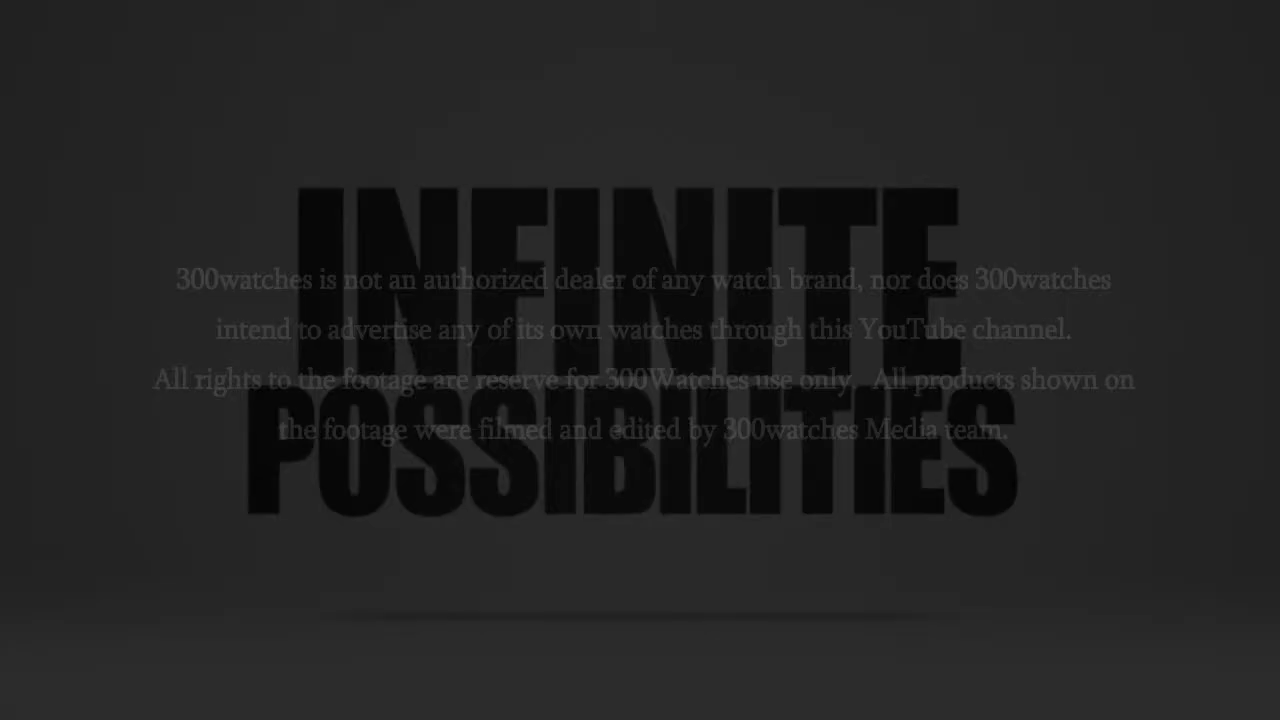 INFINITE
POSSIBILITIES
300watches is not an authorized dealer of any watch brand, nor does 300watches
intend to advertise any of its own watches through this YouTube channel.
All rights to the footage are reserve for 300Watches use only. All products shown on
the footage were filmed and edited by 300watches Media team.